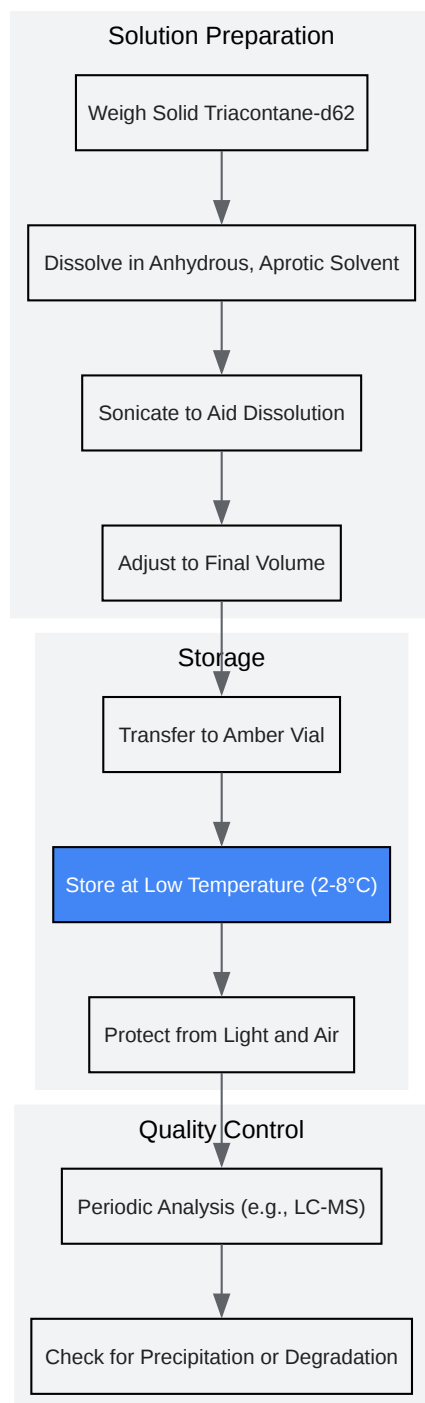 Solution Preparation
Weigh Solid Triacontane-d62
Dissolve in Anhydrous, Aprotic Solvent
Sonicate to Aid Dissolution
Adjust to Final Volume
Storage
Transfer to Amber Vial
Store at Low Temperature (2-8°C)
Protect from Light and Air
Quality Control
Periodic Analysis (e.g., LC-MS)
Check for Precipitation or Degradation